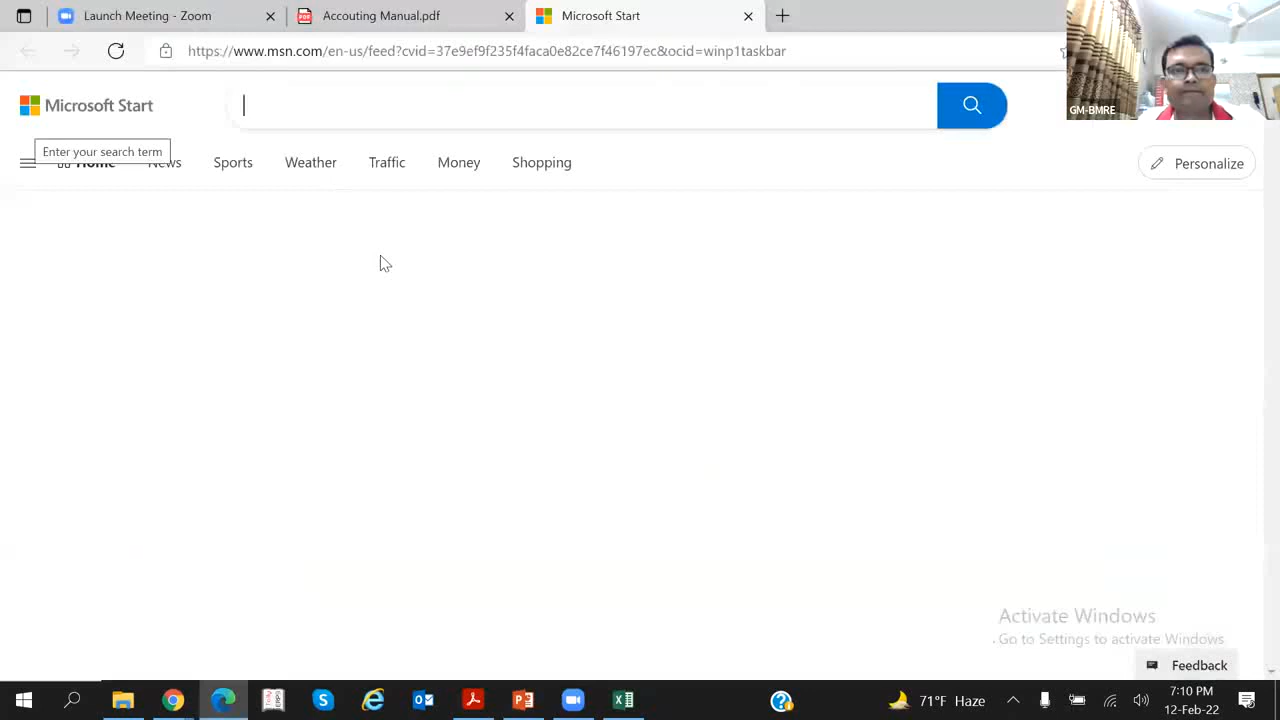 Launch Meeting - Zoom
Accouting Manual.pdf
Microsoft Start
https://www.msn.com/en-us/feed?cvid=37e9ef9f235f4faca0e82ce7f46197ec&ocid=winp1taskbar
GM-BMRE
Microsoft Start
Enter your search term
Home News Sports Weather Traffic Money Shopping
Personalize
Activate Windows
Go to Settings to activate Windows.
Feedback
71°F Haze
7:10 PM
12-Feb-22